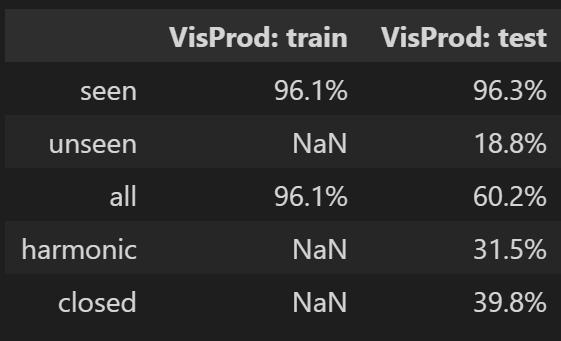 VisProd: train VisProd: test
seen 96.1% 96.3%
unseen NaN 18.8%
all 96.1% 60.2%
harmonic NaN 31.5%
closed NaN 39.8%